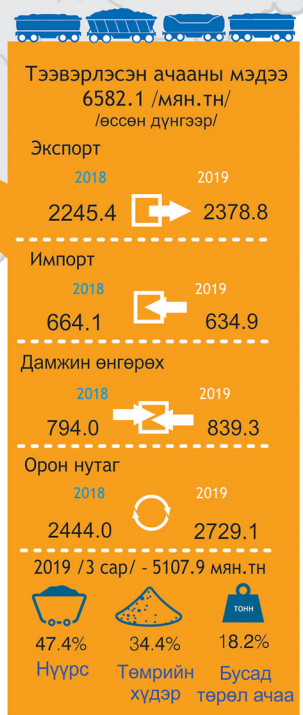 Тээвэрлэсэн ачааны мэдээ
6582.1 /мян.тн/
/өссөн дүнгээр/
Экспорт
2018 2019
2245.4 2378.8
Импорт
2018 2019
664.1 634.9
Дамжин өнгөрөх
2018 2019
794.0 839.3
Орон нутаг
2018 2019
2444.0 2729.1
2019 /3 сар/ - 5107.9 мян.тн
ТОНН
47.4% 34.4% 18.2%
Нүүрс Төмрийн Бусад
хүдэр төрөл ачаа